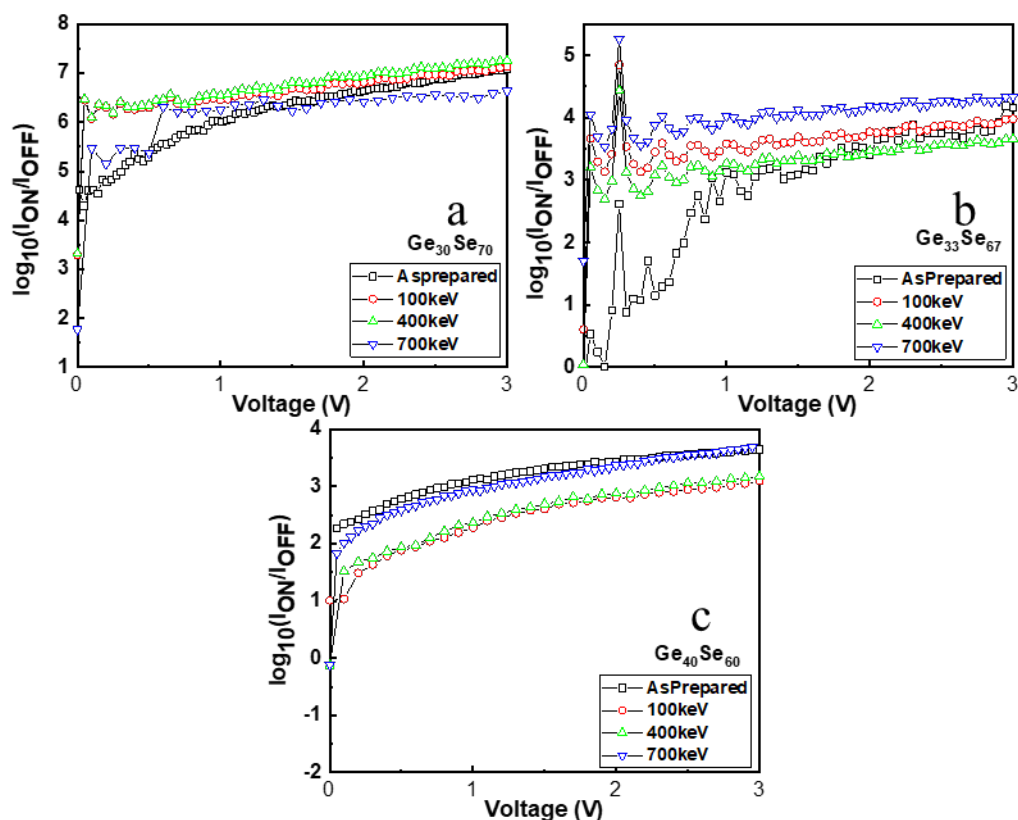 8
7
6
5
4
3
2
1
log10(ION/IOFF)
a
Ge30Se70
Asprepared
100keV
400keV
700keV
0
1
2
3
Voltage (V)
5
4
3
2
1
0
log10(ION/IOFF)
b
Ge33Se67
AsPrepared
100keV
400keV
700keV
0
1
2
3
Voltage (V)
4
3
2
1
0
-1
-2
log10(ION/IOFF)
c
Ge40Se60
AsPrepared
100keV
400keV
700keV
0
1
2
3
Voltage (V)